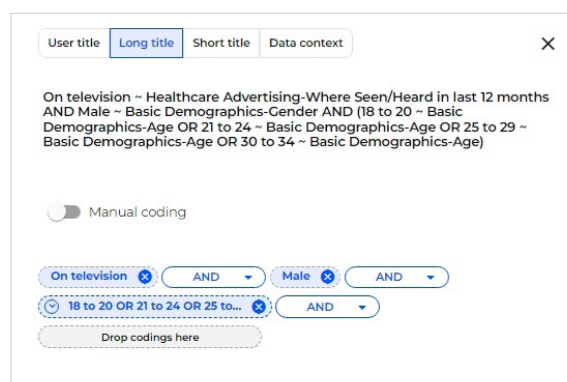 User title Long title Short title Data context
On television ~ Healthcare Advertising-Where Seen/Heard in last 12 months
AND Male ~ Basic Demographics-Gender AND (18 to 20 ~ Basic
Demographics-Age OR 21 to 24 ~ Basic Demographics-Age OR 25 to 29 ~
Basic Demographics-Age OR 30 to 34 ~ Basic Demographics-Age)
Manual coding
On television AND Male AND
18 to 20 OR 21 to 24 OR 25 to... AND
Drop codings here